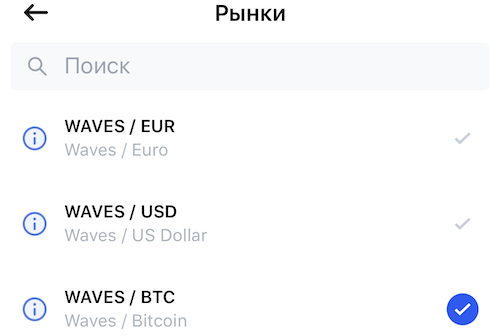 Рынки
Поиск
WAVES / EUR
Waves / Euro
WAVES / USD
Waves / US Dollar
WAVES / BTC
Waves / Bitcoin